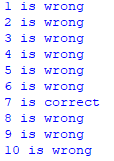 1 is wrong
2 is wrong
3 is wrong
4 is wrong
5 is wrong
6 is wrong
7 is correct
8 is wrong
9 is wrong
10 is wrong